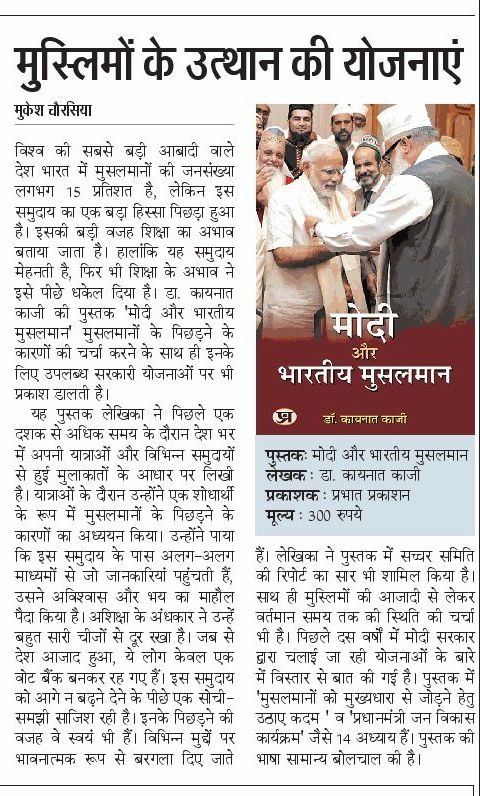 मुस्लिमों के उत्थान की योजनाएं
मुकेश चौरसिया
विश्व की सबसे बड़ी आबादी वाले
देश भारत में मुसलमानों की जनसंख्या
लगभग 15 प्रतिशत है, लेकिन इस
समुदाय का एक बड़ा हिस्सा पिछड़ा हुआ
है। इसकी बड़ी वजह शिक्षा का अभाव
बताया जाता है। हालांकि यह समुदाय
मेहनती है, फिर भी शिक्षा के अभाव ने
इसे पीछे धकेल दिया है। डा. कायनात
काजी की पुस्तक 'मोदी और भारतीय
मुसलमान' मुसलमानों के पिछड़ने के
कारणों की चर्चा करने के साथ ही इनके
लिए उपलब्ध सरकारी योजनाओं पर भी
प्रकाश डालती है।
यह पुस्तक लेखिका ने पिछले एक
दशक से अधिक समय के दौरान देश भर
में अपनी यात्राओं और विभिन्न समुदायों
से हुई मुलाकातों के आधार पर लिखी
है। यात्राओं के दौरान उन्होंने एक शोधार्थी
के रूप में मुसलमानों के पिछड़ने के
कारणों का अध्ययन किया। उन्होंने पाया
कि इस समुदाय के पास अलग-अलग
माध्यमों से जो जानकारियां पहुंचती हैं,
उसने अविश्वास और भय का माहौल
पैदा किया है। अशिक्षा के अंधकार ने उन्हें
बहुत सारी चीजों से दूर रखा है। जब से
देश आजाद हुआ, ये लोग केवल एक
वोट बैंक बनकर रह गए हैं। इस समुदाय
को आगे न बढ़ने देने के पीछे एक सोची-
समझी साजिश रही है। इनके पिछड़ने की
वजह वे स्वयं भी हैं। विभिन्न मुद्दों पर
भावनात्मक रूप से बरगला दिए जाते
मोदी
और
भारतीय मुसलमान
प्र
डॉ. कायनात काजी
पुस्तक: मोदी और भारतीय मुसलमान
लेखक : डा. कायनात काजी
प्रकाशक : प्रभात प्रकाशन
मूल्य : 300 रुपये
हैं। लेखिका ने पुस्तक में सच्चर समिति
की रिपोर्ट का सार भी शामिल किया है।
साथ ही मुस्लिमों की आजादी से लेकर
वर्तमान समय तक की स्थिति की चर्चा
भी है। पिछले दस वर्षों में मोदी सरकार
द्वारा चलाई जा रही योजनाओं के बारे
में विस्तार से बात की गई है। पुस्तक में
'मुसलमानों को मुख्यधारा से जोड़ने हेतु
उठाए कदम ' व 'प्रधानमंत्री जन विकास
कार्यक्रम' जैसे 14 अध्याय हैं। पुस्तक की
भाषा सामान्य बोलचाल की है।